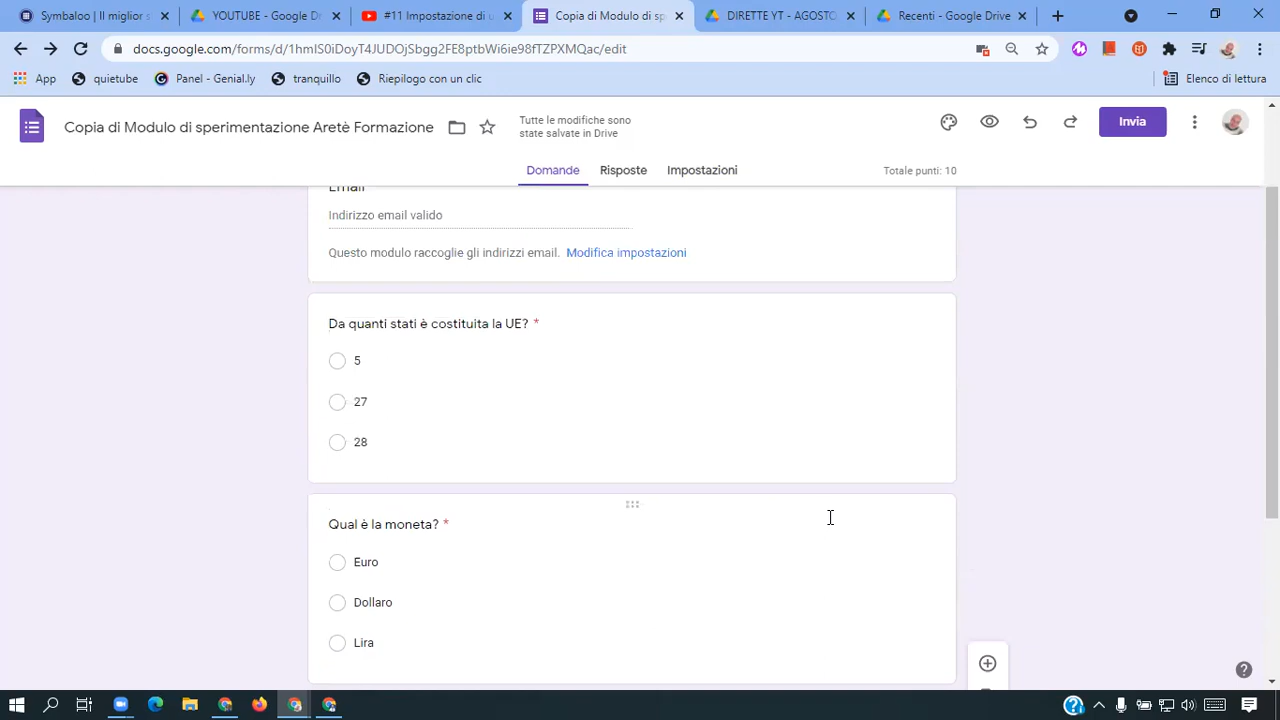 Symbaloo | Il miglior s
YOUTUBE - Google D
#11 Impostazione di u
Copia di Modulo di sp
DIRETTE YT - AGOSTO
Recenti - Google Drive
docs.google.com/forms/d/1hmIS0iDoyT4JUDOjSbgg2FE8ptbWi6ie98fTZPXMQac/edit
App
quietube
Panel - Genial.ly
tranquillo
Riepilogo con un clic
Elenco di lettura
Copia di Modulo di sperimentazione Aretè Formazione
Tutte le modifiche sono
state salvate in Drive
Invia
Domande
Risposte
Impostazioni
Totale punti: 10
Email
Indirizzo email valido
Questo modulo raccoglie gli indirizzi email. Modifica impostazioni
Da quanti stati è costituita la UE? *
5
27
28
Qual è la moneta? *
Euro
Dollaro
Lira